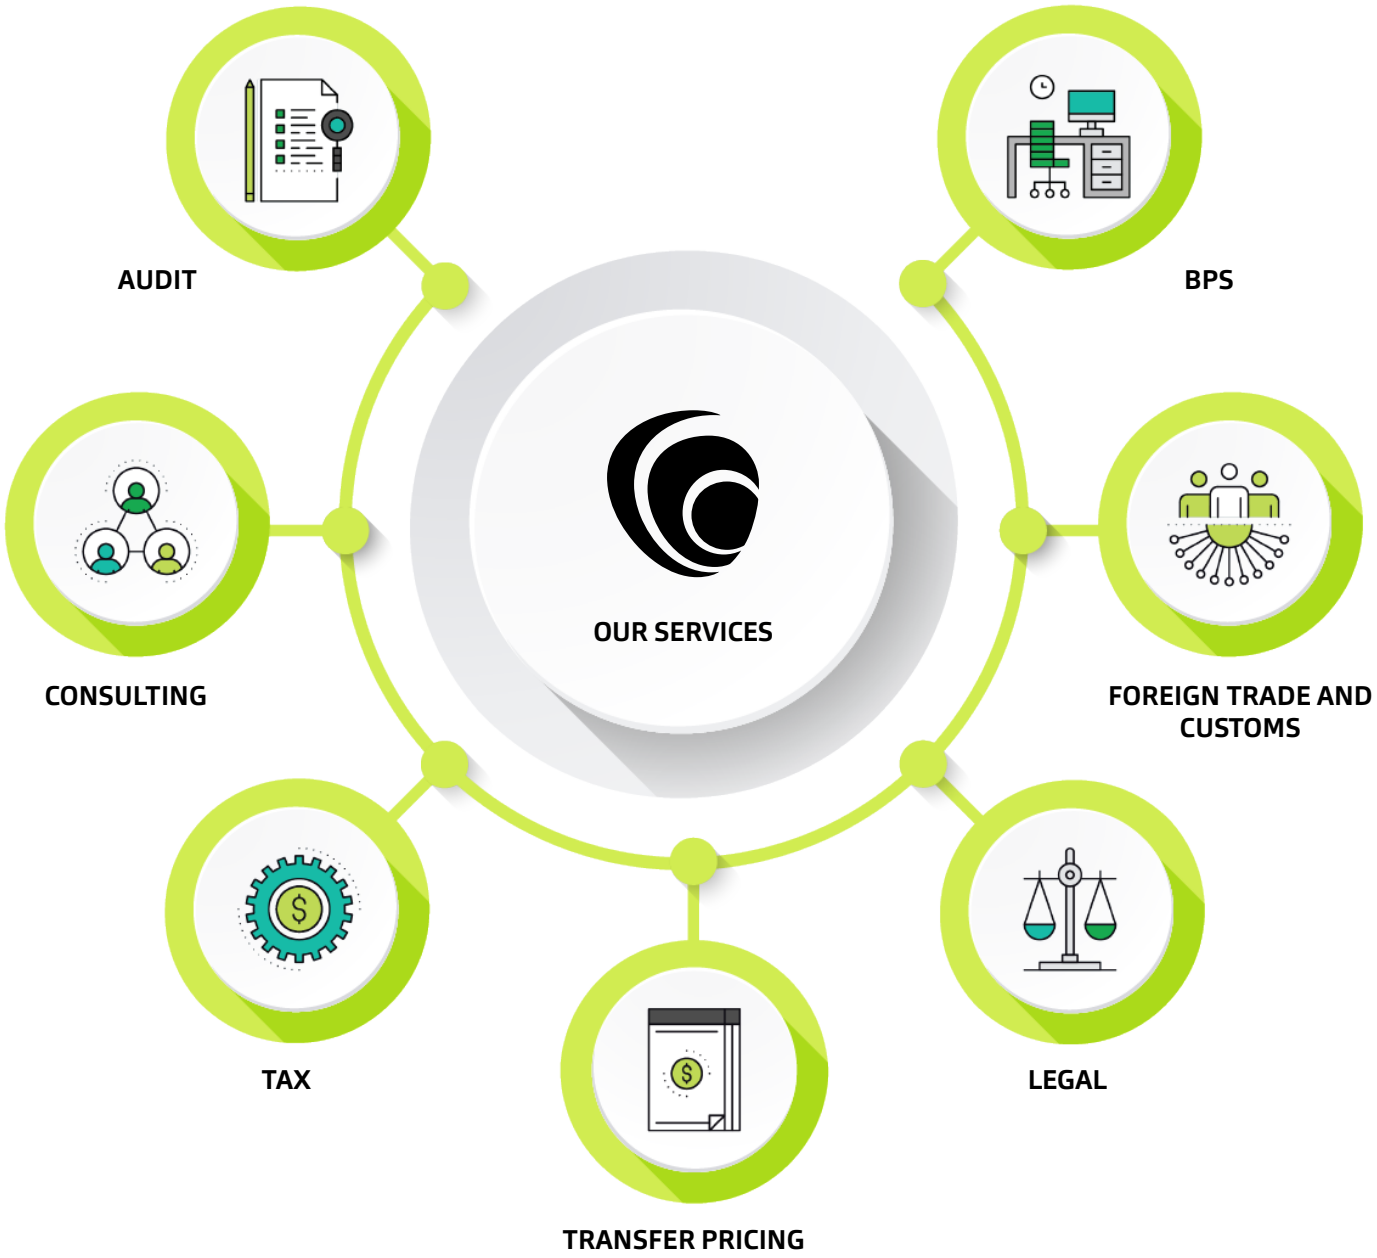 AUDIT
BPS
OUR SERVICES
CONSULTING
FOREIGN TRADE AND
CUSTOMS
$
TAX
$
LEGAL
TRANSFER PRICING